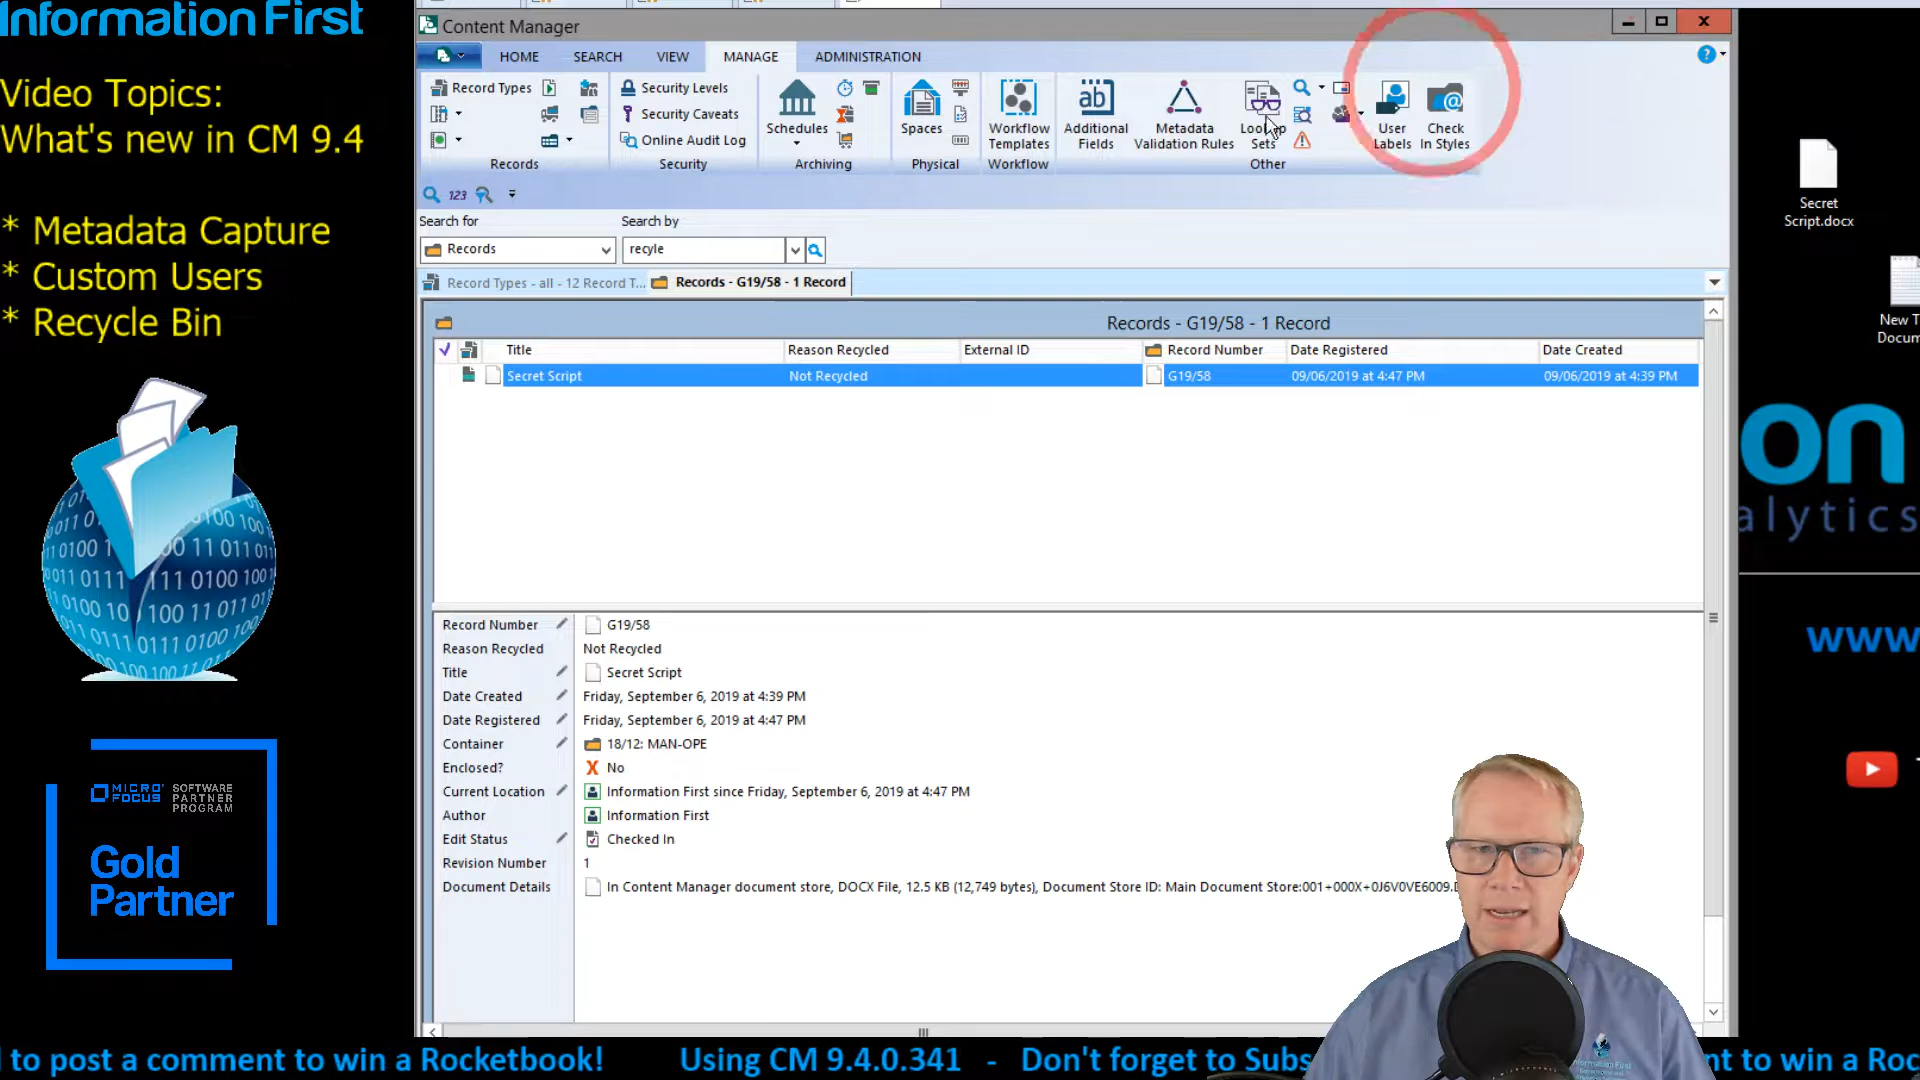 Information First
Video Topics:
What's new in CM 9.4
* Metadata Capture
* Custom Users
* Recycle Bin
MICRO FOCUS
SOFTWARE PARTNER PROGRAM
Gold
Partner
Content Manager
HOME
SEARCH
VIEW
MANAGE
ADMINISTRATION
Record Types
Records
Security Levels
Security Caveats
Online Audit Log
Security
Schedules
Archiving
Spaces
Physical
Workflow
Templates
Workflow
Additional
Fields
Metadata
Validation Rules
Sets
Other
User
Labels
Check
In Styles
123
Search for
Search by
Records
recyle
Record Types - all - 12 Record T...
Records - G19/58 - 1 Record
Records - G19/58 - 1 Record
Title
Reason Recycled
External ID
Record Number
Date Registered
Date Created
Secret Script
Not Recycled
G19/58
09/06/2019 at 4:47 PM
09/06/2019 at 4:39 PM
Record Number
G19/58
Reason Recycled
Not Recycled
Title
Secret Script
Date Created
Friday, September 6, 2019 at 4:39 PM
Date Registered
Friday, September 6, 2019 at 4:47 PM
Container
18/12: MAN-OPE
Enclosed?
No
Current Location
Information First since Friday, September 6, 2019 at 4:47 PM
Author
Information First
Edit Status
Checked In
Revision Number
1
Document Details
In Content Manager document store, DOCX File, 12.5 KB (12,749 bytes), Document Store ID: Main Document Store:001+000X+0J6V0VE6009.
Secret
Script.docx
New T
Docum
on
alytics
www
to post a comment to win a Rocketbook!
Using CM 9.4.0.341 - Don't forget to Subs
nt to win a Roc